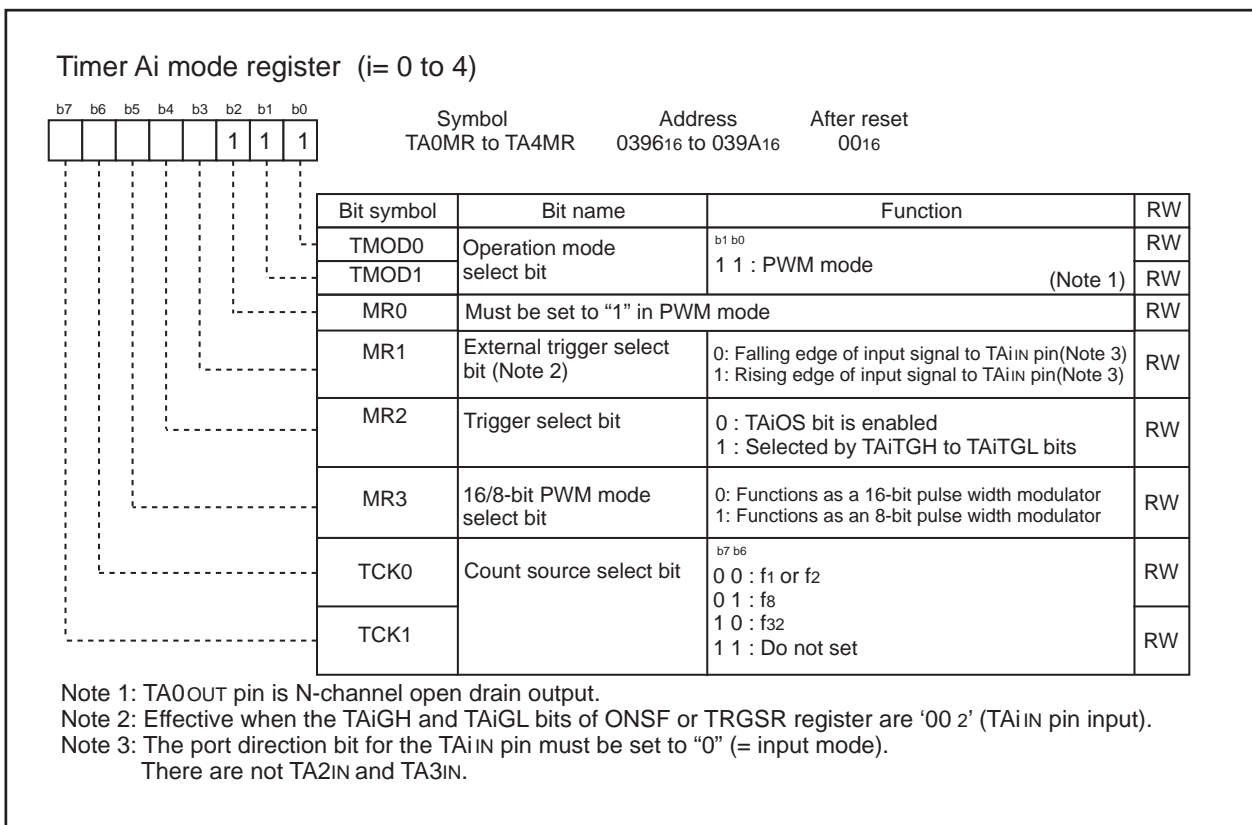 Timer Ai mode register (i= 0 to 4)
b7 b6 b5 b4 b3 b2 b1 b0
1 1 1
Symbol Address After reset
TA0MR to TA4MR 039616 to 039A16 0016
Bit symbol Bit name Function RW
TMOD0 Operation mode select bit b1 b0 RW
TMOD1 1 1 : PWM mode (Note 1) RW
MR0 Must be set to “1” in PWM mode RW
MR1 External trigger select bit (Note 2) 0: Falling edge of input signal to TAiIN pin(Note 3) RW
1: Rising edge of input signal to TAiIN pin(Note 3)
MR2 Trigger select bit 0 : TAiOS bit is enabled RW
1 : Selected by TAiTGH to TAiTGL bits
MR3 16/8-bit PWM mode select bit 0: Functions as a 16-bit pulse width modulator RW
1: Functions as an 8-bit pulse width modulator
b7 b6
TCK0 Count source select bit 0 0 : f1 or f2 RW
0 1 : f8
1 0 : f32
TCK1 1 1 : Do not set RW
Note 1: TA0OUT pin is N-channel open drain output.
Note 2: Effective when the TAiGH and TAiGL bits of ONSF or TRGSR register are ‘00 2’ (TAiIN pin input).
Note 3: The port direction bit for the TAiIN pin must be set to “0” (= input mode).
There are not TA2IN and TA3IN.